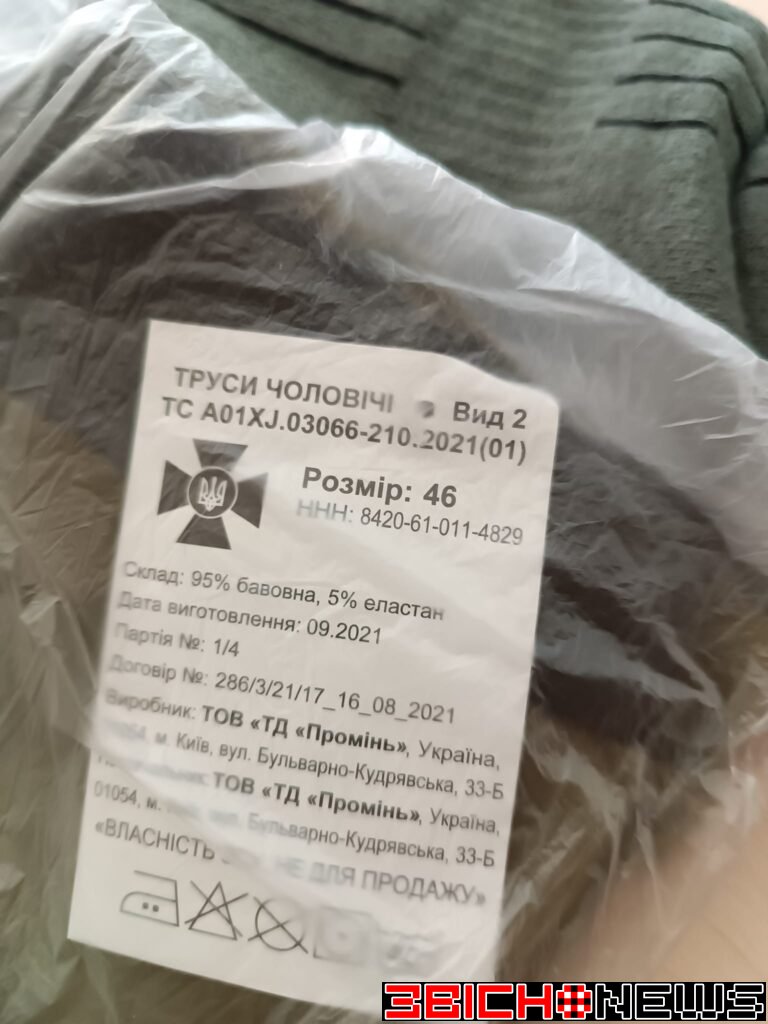 ТРУСИ ЧОЛОВІЧІ Вид 2
ТС А01XJ.03066-210.2021(01)
Розмір: 46
ННН: 8420-61-011-4829
Склад: 95% бавовна, 5% еластан
Дата виготовлення: 09.2021
Партія №: 1/4
Договір №: 286/3/21/17_16_08_2021
Виробник: ТОВ «ТД «Промінь», Україна,
м. Київ, вул. Бульварно-Кудрявська, 33-Б
ТОВ «ТД «Промінь», Україна,
01054, м. Бульварно-Кудрявська, 33-Б
«ВЛАСНІСТЬ НЕ ДЛЯ ПРОДАЖУ»
ЗВІСНО NEWS